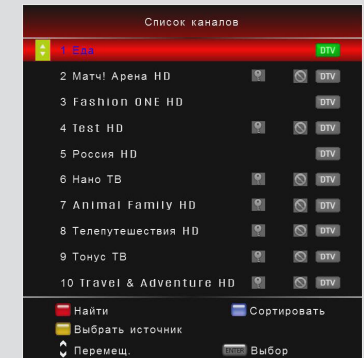 Список каналов
1 Еда DTV
2 Матч! Арена HD DTV
3 Fashion ONE HD DTV
4 Test HD DTV
5 Россия HD DTV
6 Нано ТВ DTV
7 Animal Family HD DTV
8 Телепутешествия HD DTV
9 Тонус ТВ DTV
10 Travel & Adventure HD DTV
Найти Сортировать
Выбрать источник
Перемещ. ENTER Выбор